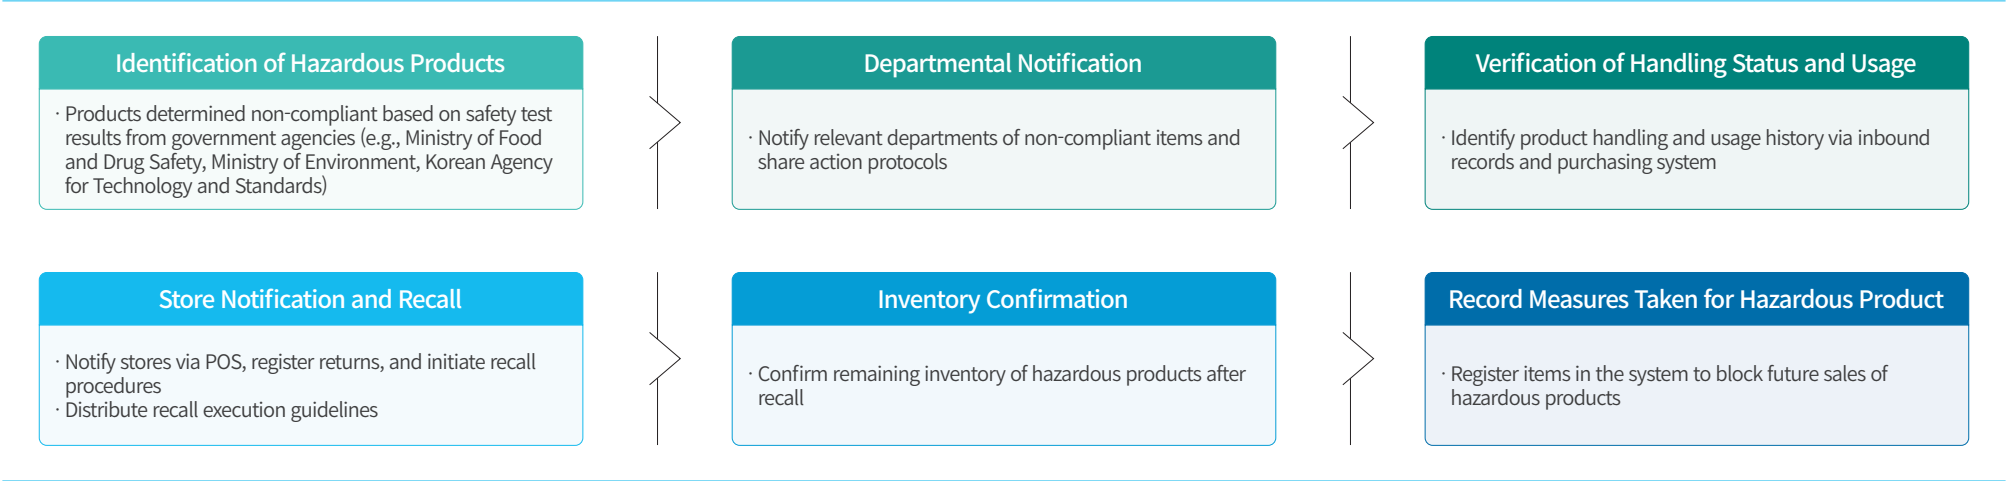 Identification of Hazardous Products
· Products determined non-compliant based on safety test
results from government agencies (e.g., Ministry of Food
and Drug Safety, Ministry of Environment, Korean Agency
for Technology and Standards)
Departmental Notification
· Notify relevant departments of non-compliant items and
share action protocols
Verification of Handling Status and Usage
· Identify product handling and usage history via inbound
records and purchasing system
Store Notification and Recall
· Notify stores via POS, register returns, and initiate recall
procedures
· Distribute recall execution guidelines
Inventory Confirmation
· Confirm remaining inventory of hazardous products after
recall
Record Measures Taken for Hazardous Product
· Register items in the system to block future sales of
hazardous products